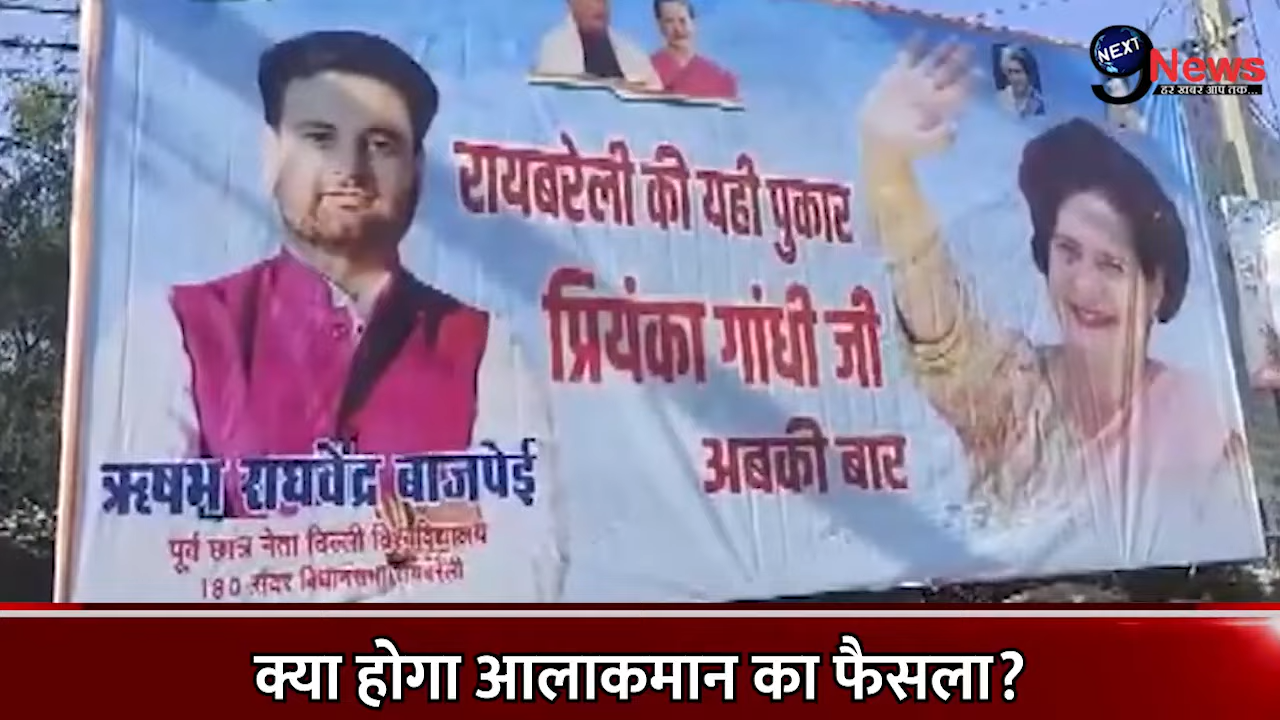 NEXT
9 News
हर खबर आप तक...
रायबरेली की यही पुकार
प्रियंका गांधी जी
अबकी बार
ऋषभ राघवेंद्र बाजपेई
पूर्व छात्र नेता दिल्ली विश्वविद्यालय
180 सदर विधानसभा रायबरेली
क्या होगा आलाकमान का फैसला?